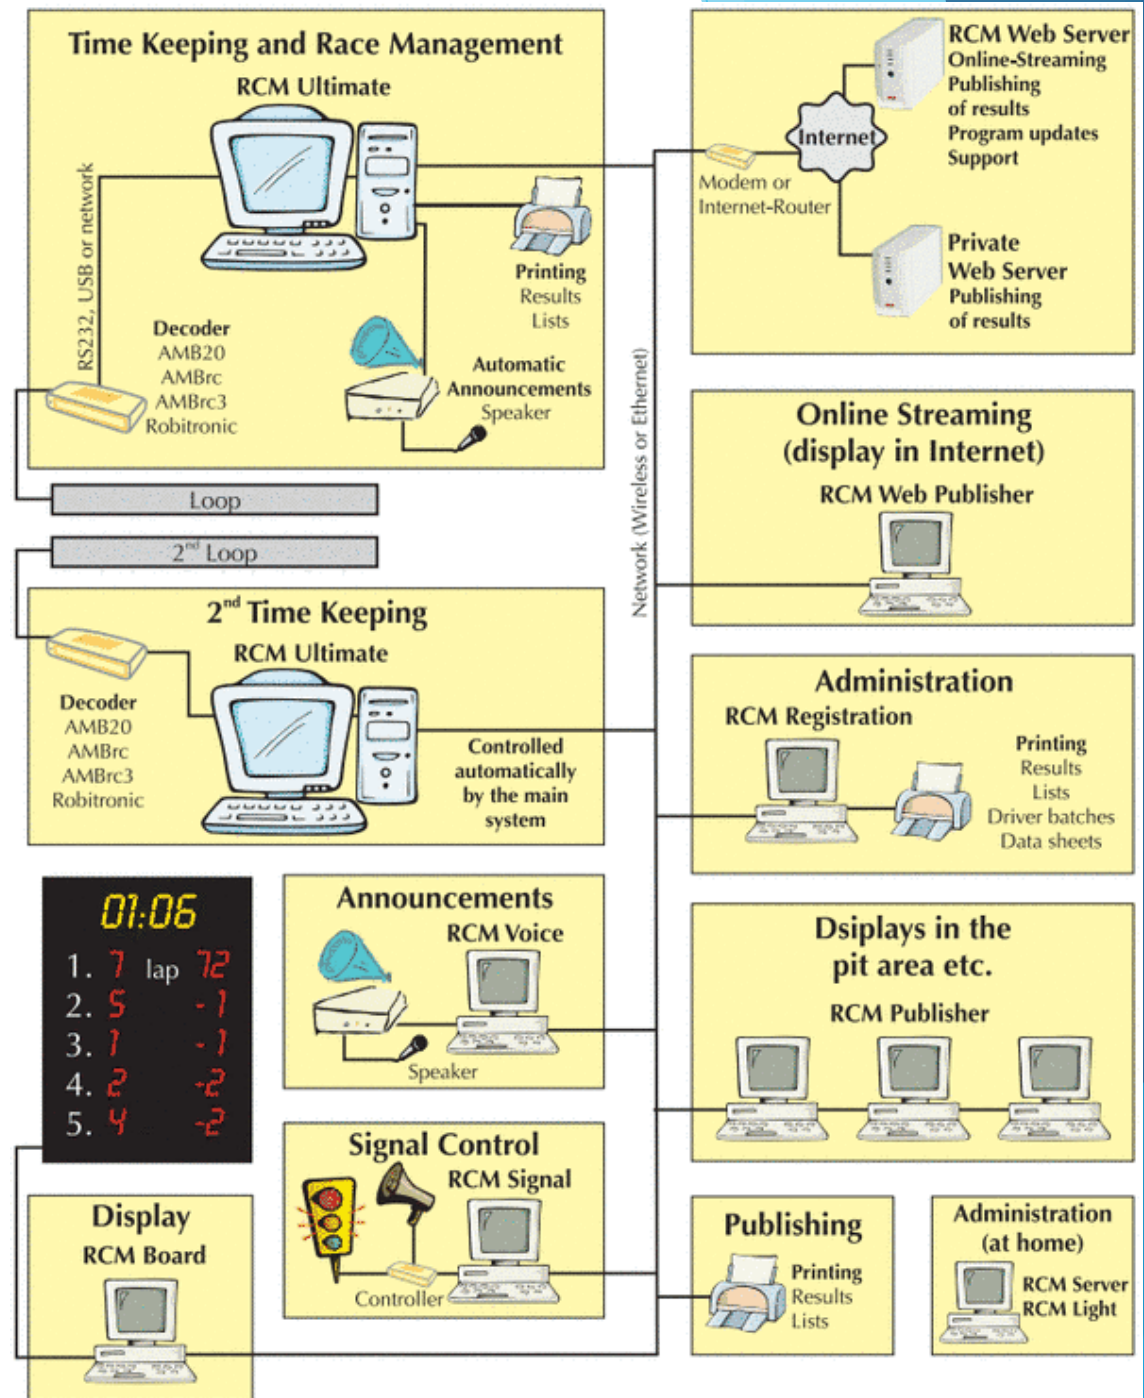 Time Keeping and Race Management
RCM Ultimate
RS232, USB or network
Printing
Results
Lists
Decoder
AMB20
AMBrc
AMBrc3
Robitronic
Automatic
Announcements
Speaker
Loop
2nd Loop
2nd Time Keeping
RCM Ultimate
Decoder
AMB20
AMBrc
AMBrc3
Robitronic
Controlled
automatically
by the main
system
01:06
1. 7 lap 72
2. 5 -1
3. 1 -1
4. 2 -2
5. 4 -2
Announcements
RCM Voice
Speaker
Signal Control
RCM Signal
Controller
Display
RCM Board
Network (Wireless or Ethernet)
RCM Web Server
Online-Streaming
Publishing
of results
Program updates
Support
Internet
Modem or
Internet-Router
Private
Web Server
Publishing
of results
Online Streaming
(display in Internet)
RCM Web Publisher
Administration
RCM Registration
Printing
Results
Lists
Driver batches
Data sheets
Dsiplays in the
pit area etc.
RCM Publisher
Publishing
Printing
Results
Lists
Administration
(at home)
RCM Server
RCM Light